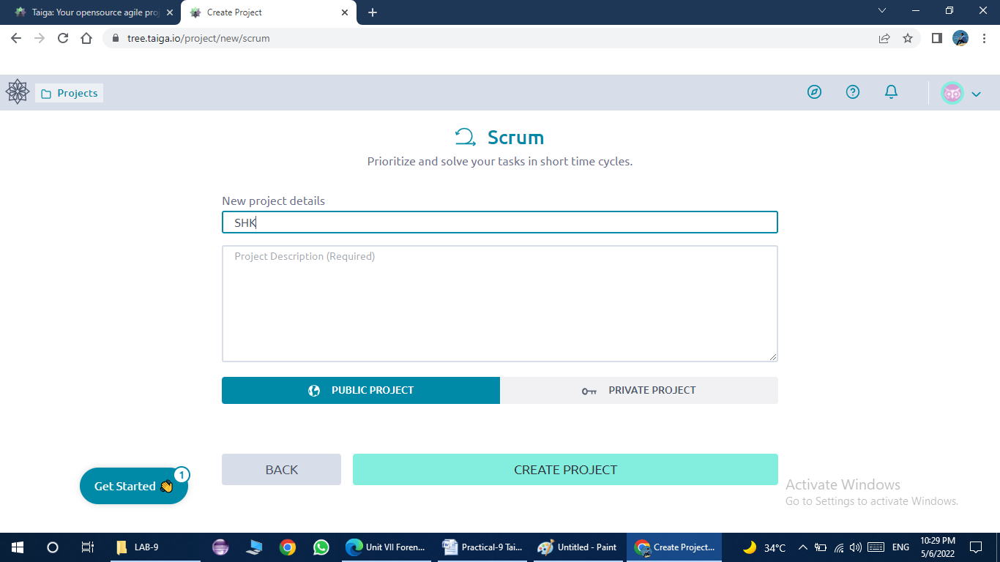 Taiga: Your opensource agile pro
Create Project
tree.taiga.io/project/new/scrum
Projects
Scrum
Prioritize and solve your tasks in short time cycles.
New project details
SHK
Project Description (Required)
PUBLIC PROJECT
PRIVATE PROJECT
BACK
CREATE PROJECT
Get Started
1
Activate Windows
Go to Settings to activate Windows.
LAB-9
Unit VII Foren...
Practical-9 Tai...
Untitled - Paint
Create Project...
34°C
ENG
10:29 PM
5/6/2022